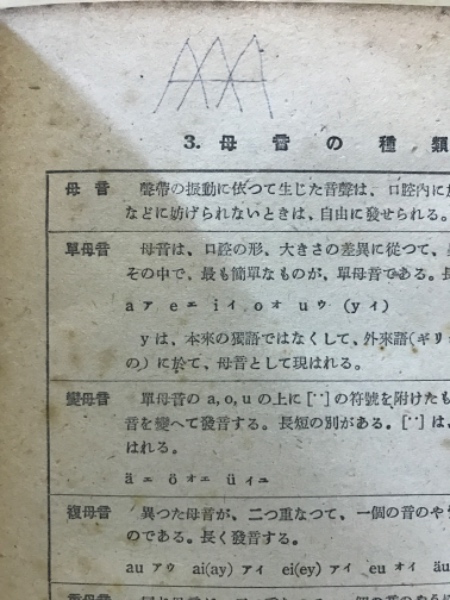 AAA
3. 母音の種類
母音 聲帶の振動に依つて生じた音聲は、口腔內に
などに妨げられないときは、自由に發せられる。
單母音 母音は、口腔の形、大きさの差異に從つて、
その中で、最も簡單なものが、單母音である。長
a ア e エ i イ o オ u ウ (y イ)
yは、本來の獨語ではなくして、外來語(ギリ
の)に於て、母音として現はれる。
變母音 單母音の a, o, u の上に [¨] の符號を附けたも
音を變へて發音する。長短の別がある。[¨] は、
はれる。
ä エ ö オエ ü イユ
複母音 異つた母音が、二つ重なつて、一個の音のや
のである。長く發音する。
au アウ ai(ay) アイ ei(ey) アイ eu オイ äu